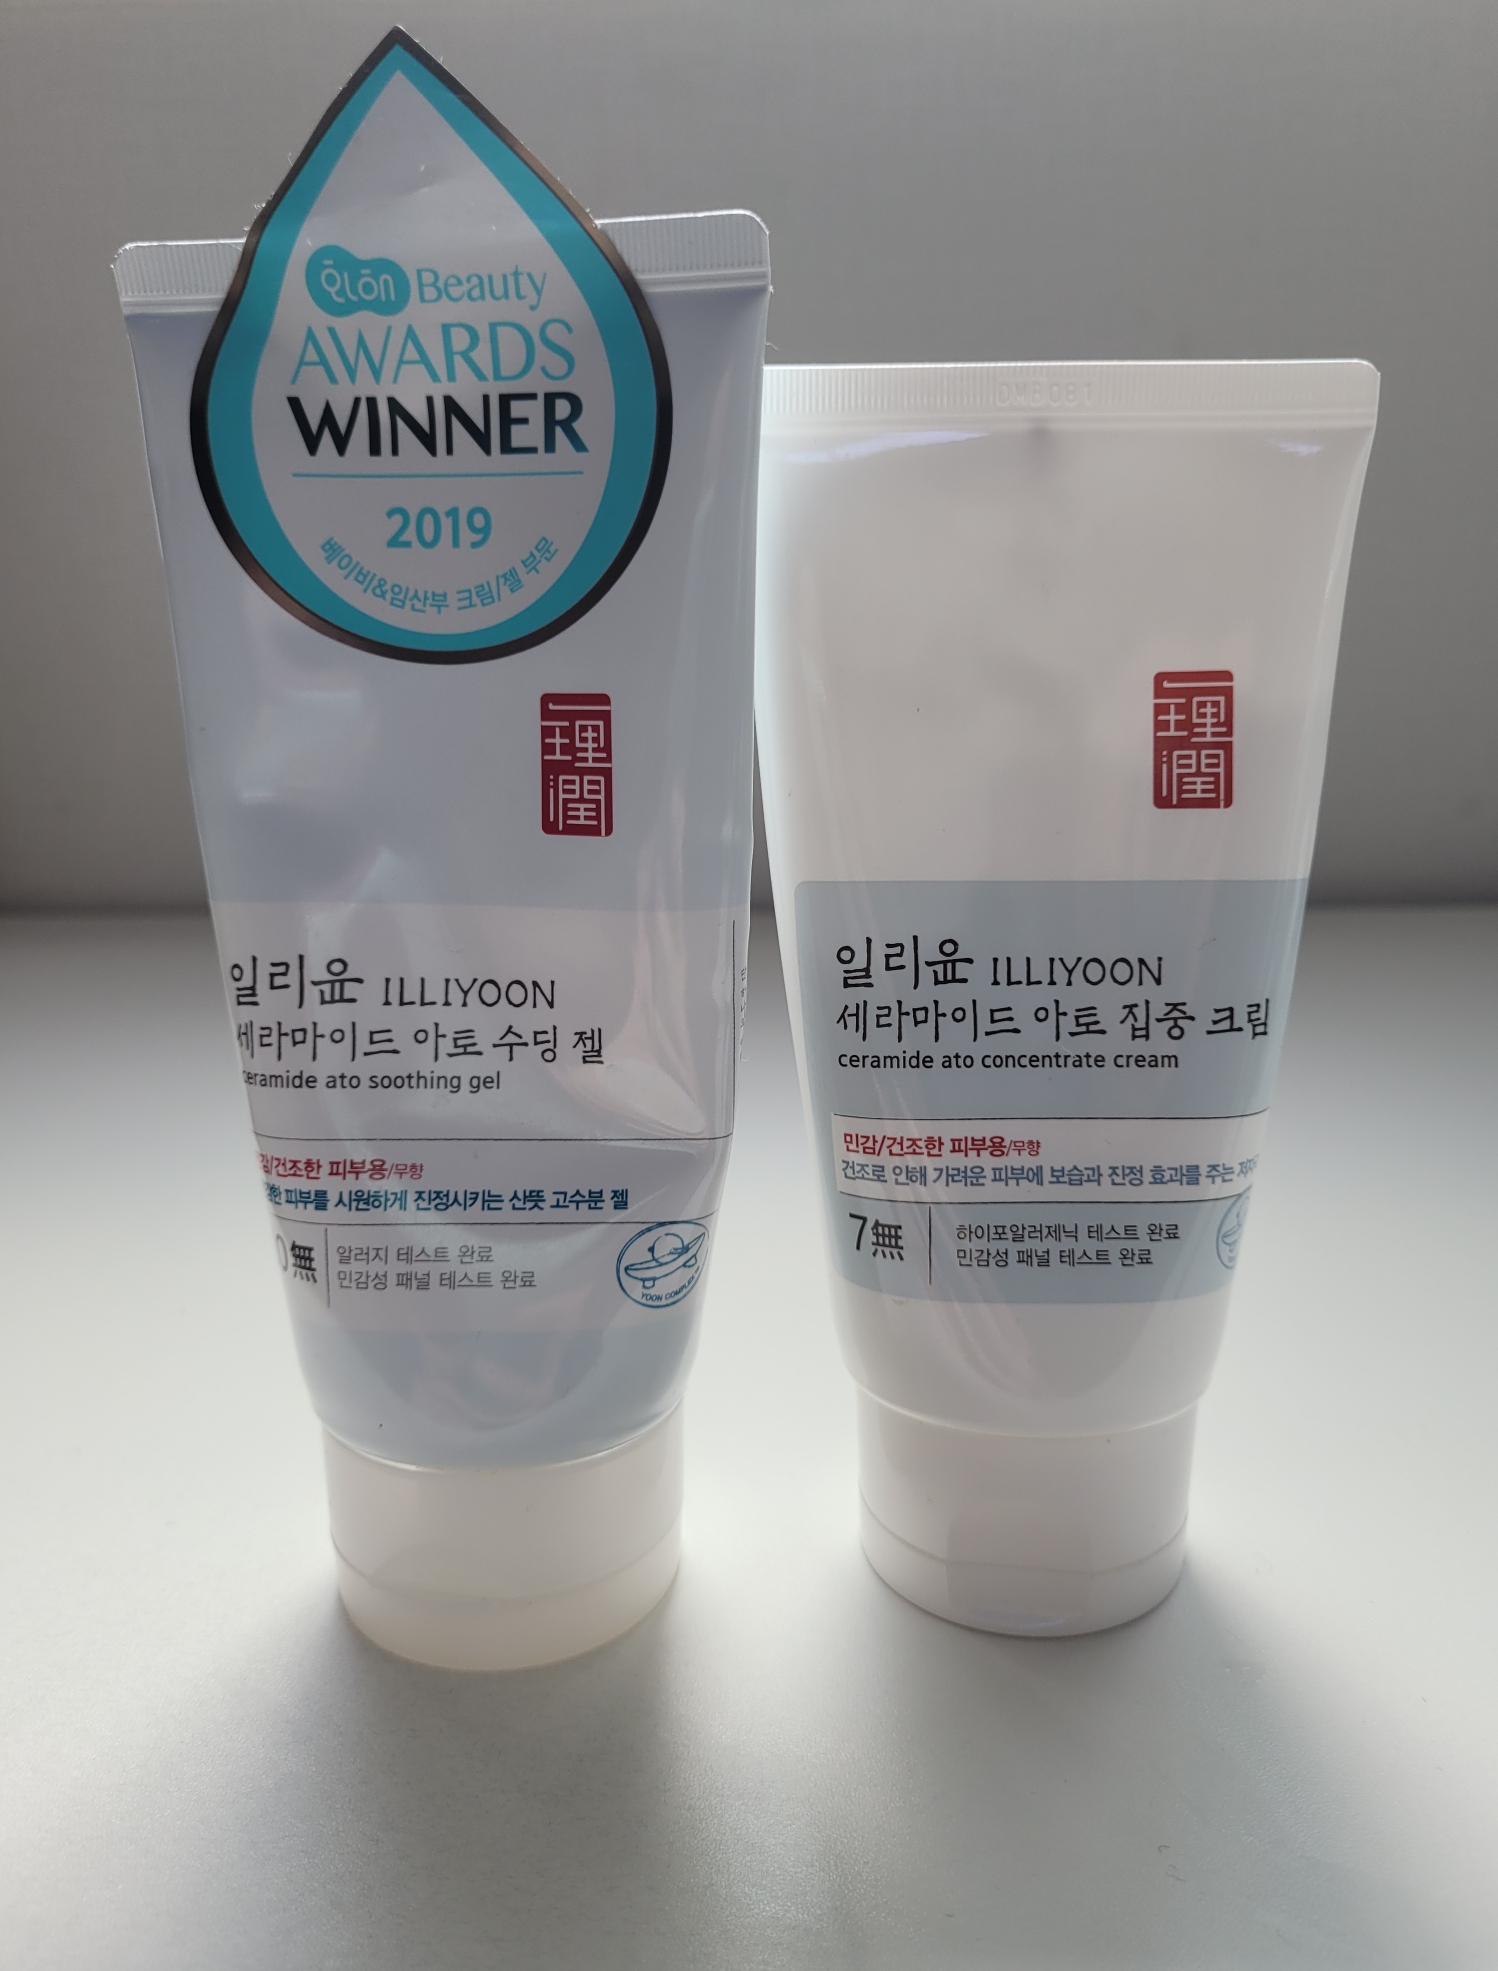 Beauty
AWARDS
WINNER
2019
베이비&임산부 크림/젤 부문
一
理
潤
일리윤 ILLIYOON
세라마이드 아토 수딩 젤
ceramide ato soothing gel
건조한 피부용/무향
피부를 시원하게 진정시키는 산뜻 고수분 젤
無
알러지 테스트 완료
민감성 패널 테스트 완료
YOON COMPLEX
一
理
潤
일리윤 ILLIYOON
세라마이드 아토 집중 크림
ceramide ato concentrate cream
민감/건조한 피부용/무향
건조로 인해 가려운 피부에 보습과 진정 효과를 주는
7無
하이포알러제닉 테스트 완료
민감성 패널 테스트 완료